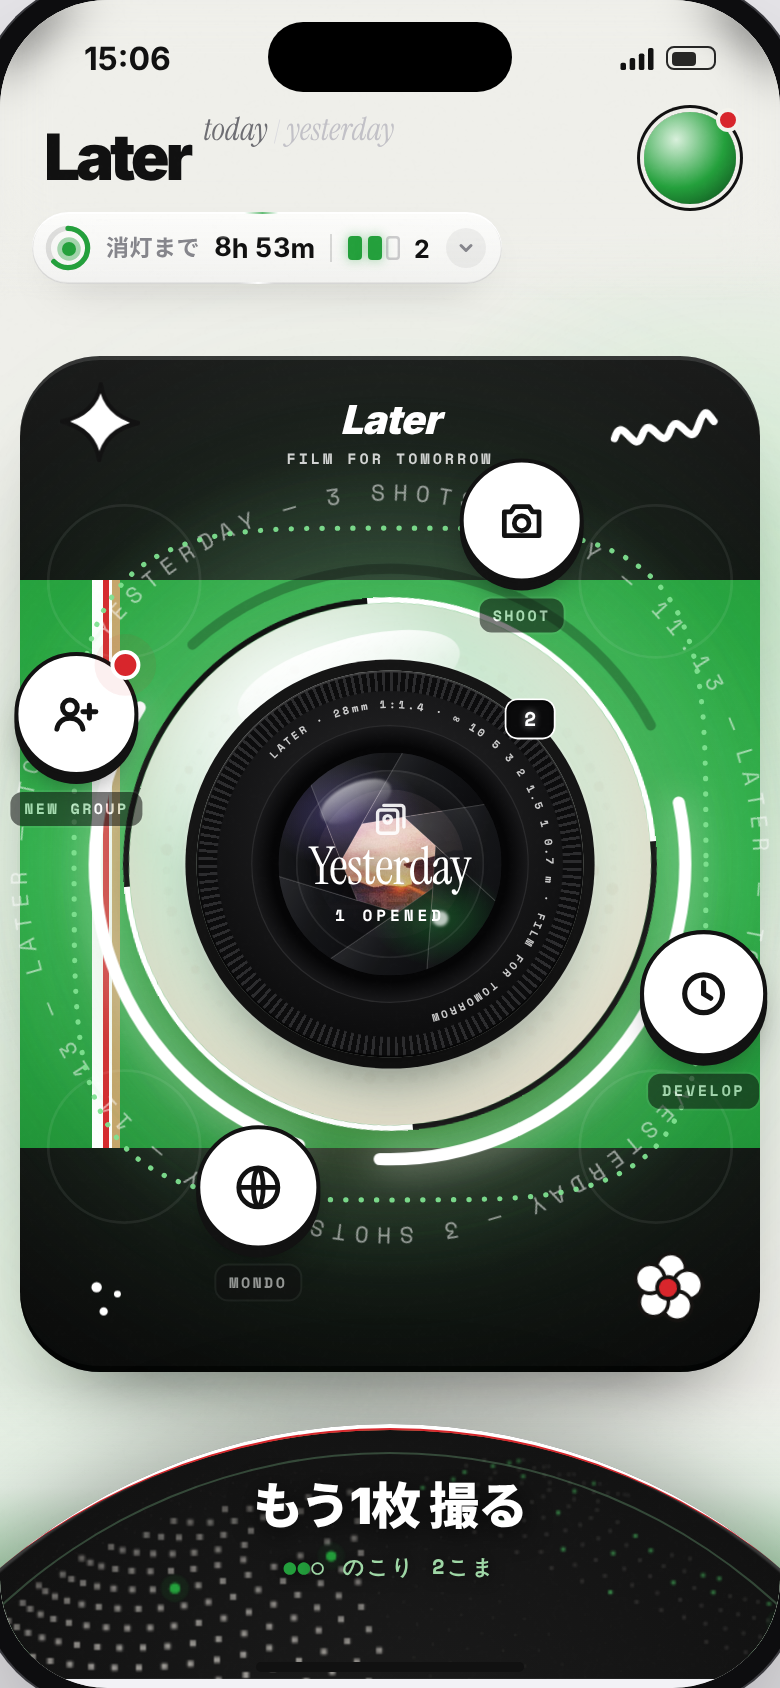 15:06
Later today yesterday
消灯まで 8h 53m 2
Later
FILM FOR TOMORROW
YESTERDAY — 3 SHOTS
SHOOT
Y — 11.13 — LATER —
NEW GROUP
2
LATER · 28mm 1:1.4 · ∞ 10 5 3 2 1.5 1 0.7 m · FILM FOR TOMORROW
Yesterday
1 OPENED
LATER —
DEVELOP
YESTERDAY — 3 SHOTS
MONDO
もう1枚 撮る
のこり 2こま